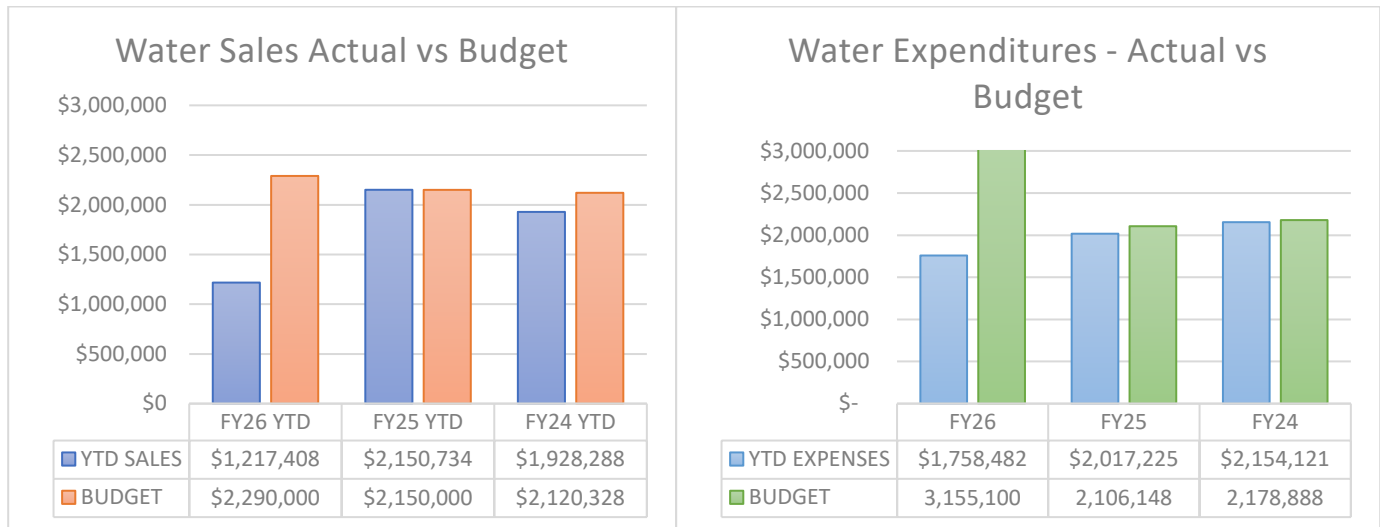 Water Sales Actual vs Budget
$3,000,000
$2,500,000
$2,000,000
$1,500,000
$1,000,000
$500,000
$0
FY26 YTD FY25 YTD FY24 YTD
YTD SALES $1,217,408 $2,150,734 $1,928,288
BUDGET $2,290,000 $2,150,000 $2,120,328
Water Expenditures - Actual vs
Budget
$3,000,000
$2,500,000
$2,000,000
$1,500,000
$1,000,000
$500,000
$-
FY26 FY25 FY24
YTD EXPENSES $1,758,482 $2,017,225 $2,154,121
BUDGET 3,155,100 2,106,148 2,178,888